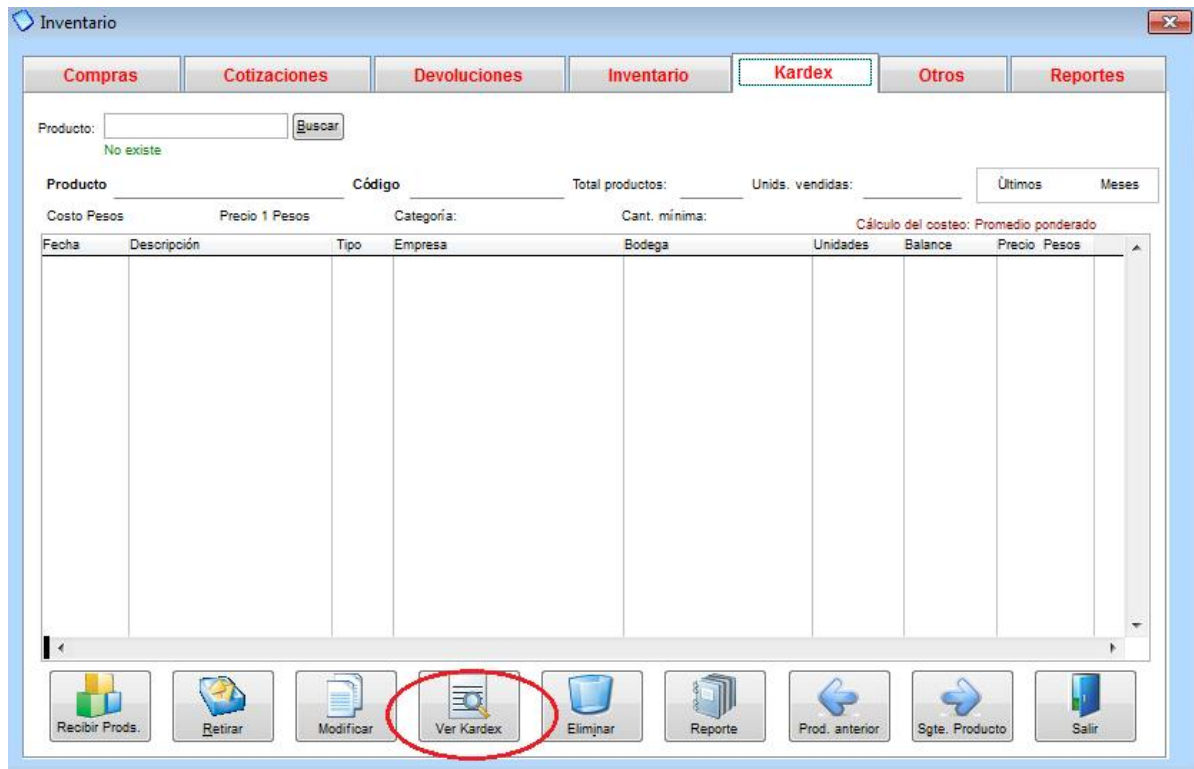 Inventario
Compras Cotizaciones Devoluciones Inventario Kardex Otros Reportes
Producto: Buscar
No existe
Producto Código Total productos: Unids. vendidas: Ùltimos Meses
Costo Pesos Precio 1 Pesos Categoría: Cant. mínima: Cálculo del costeo: Promedio ponderado
Fecha Descripción Tipo Empresa Bodega Unidades Balance Precio Pesos
Recibir Prods. Retirar Modificar Ver Kardex Eliminar Reporte Prod. anterior Sgte. Producto Salir